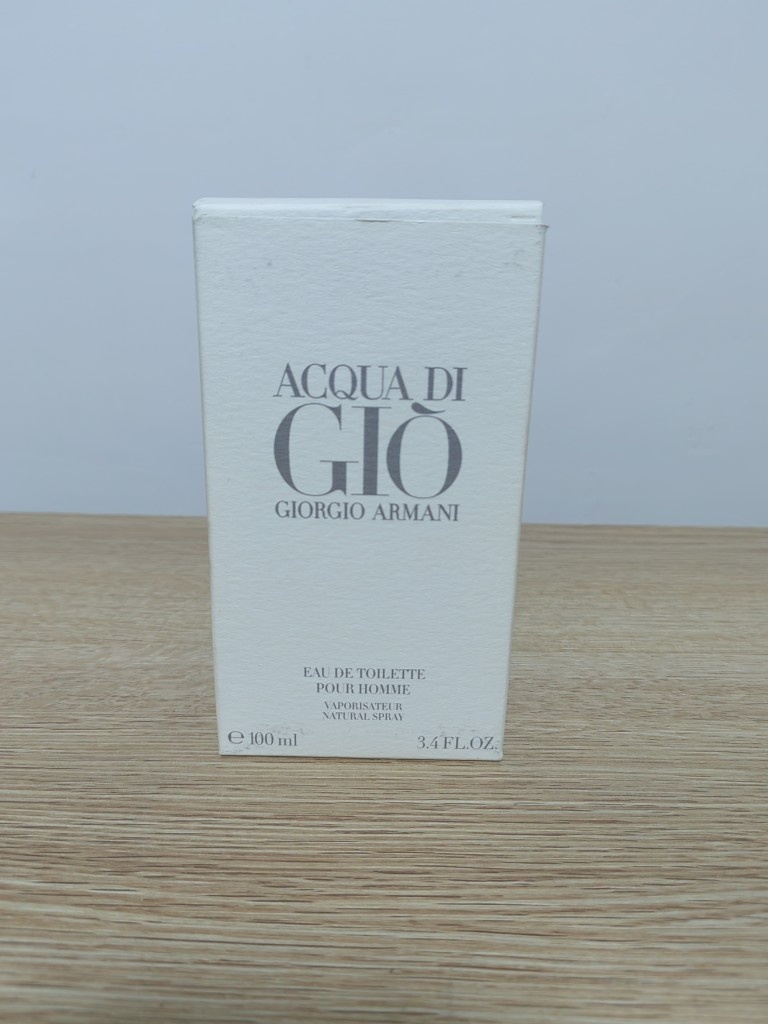 ACQUA DI
GIÒ
GIORGIO ARMANI
EAU DE TOILETTE
POUR HOMME
VAPORISATEUR
NATURAL SPRAY
℮ 100 ml 3.4 FL.OZ.